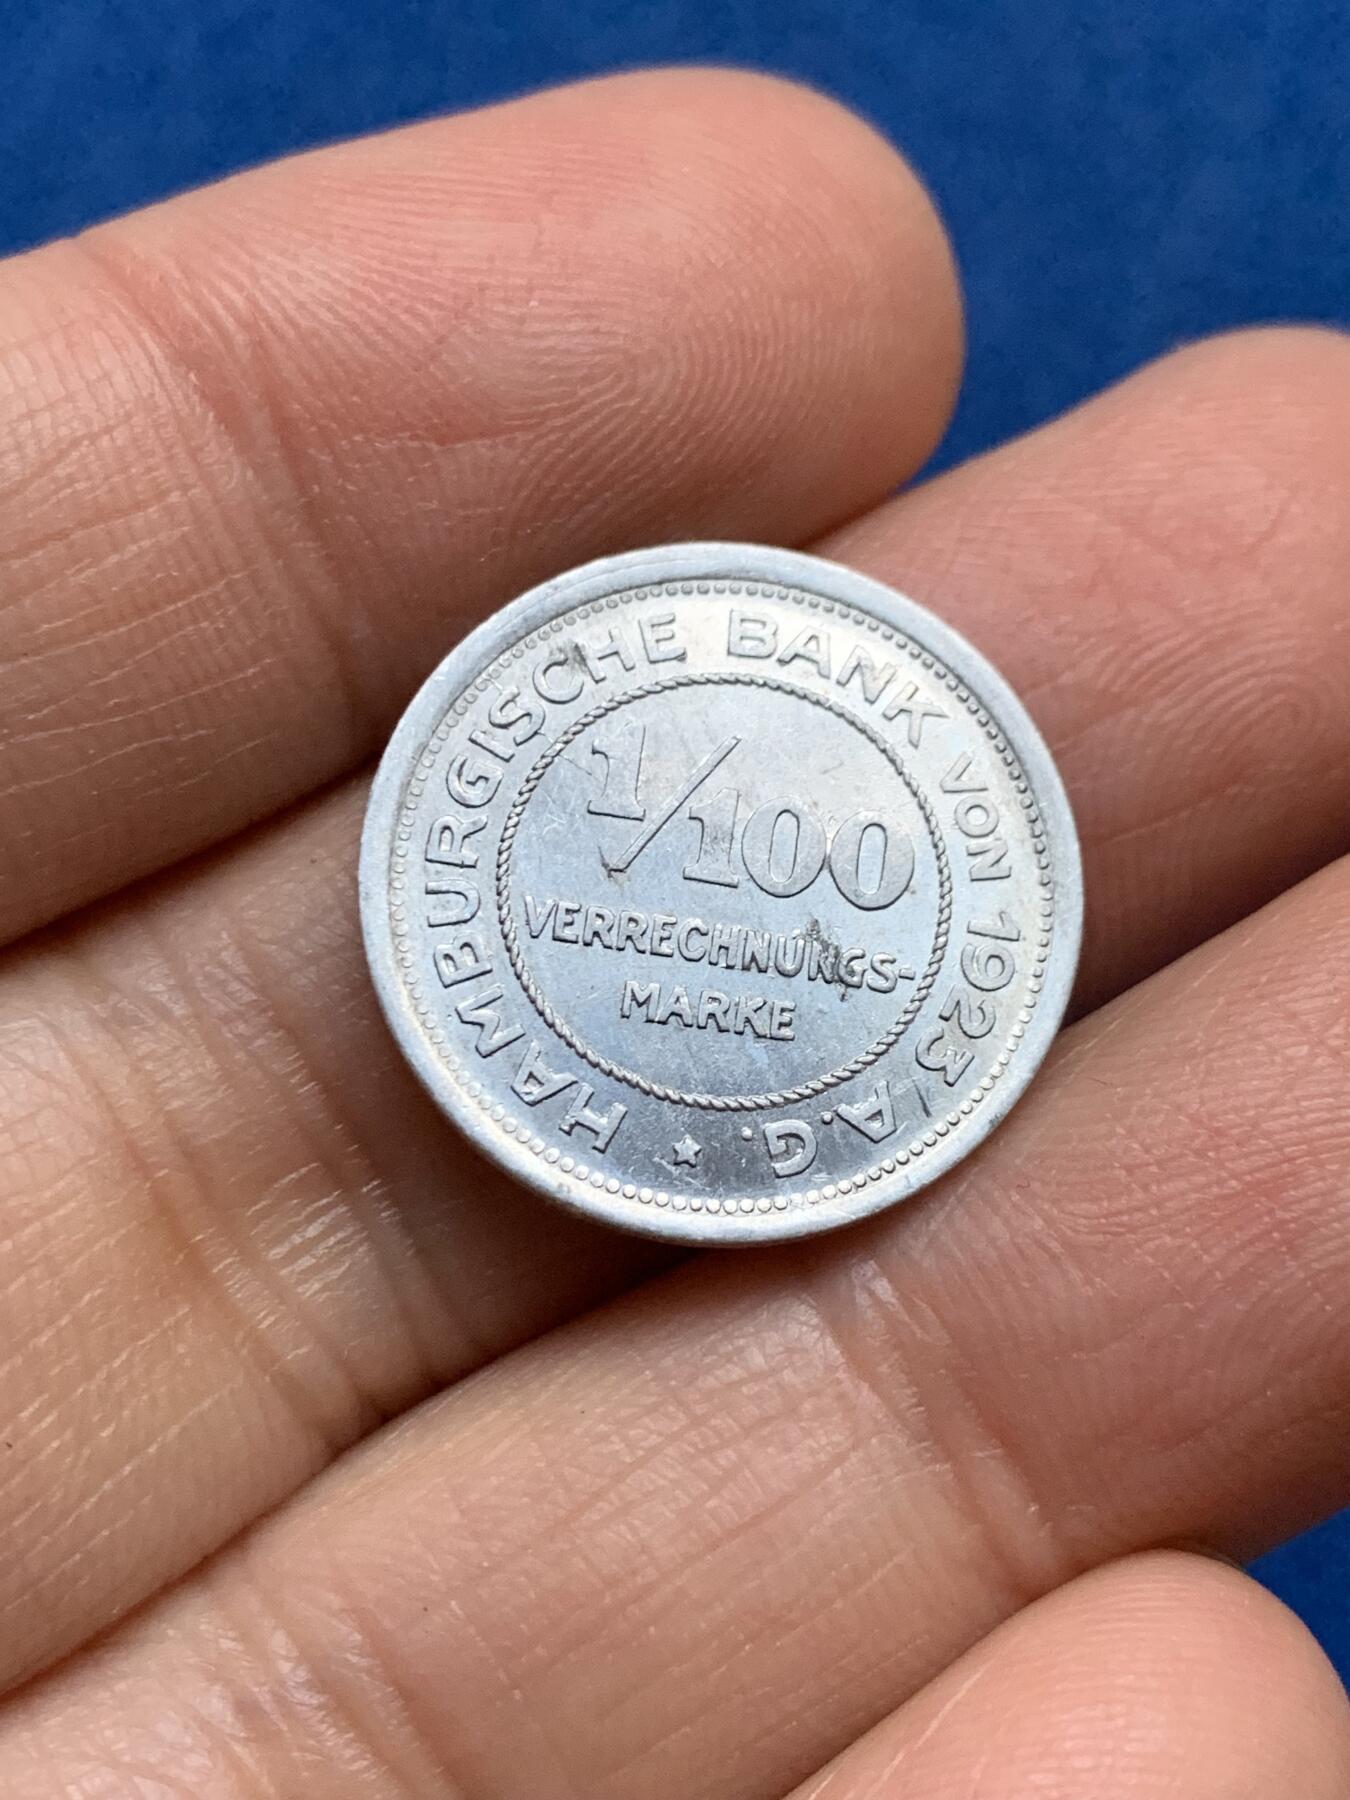 HAMBURGISCHE BANK VON 1923 A.G.
1/100
VERRECHNUNGS-
MARKE